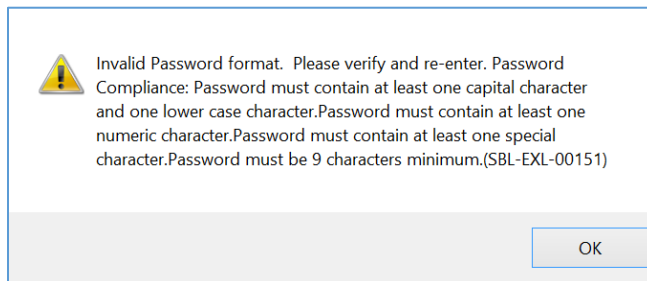 Invalid Password format.  Please verify and re-enter. Password
Compliance: Password must contain at least one capital character
and one lower case character.Password must contain at least one
numeric character.Password must contain at least one special
character.Password must be 9 characters minimum.(SBL-EXL-00151)
OK